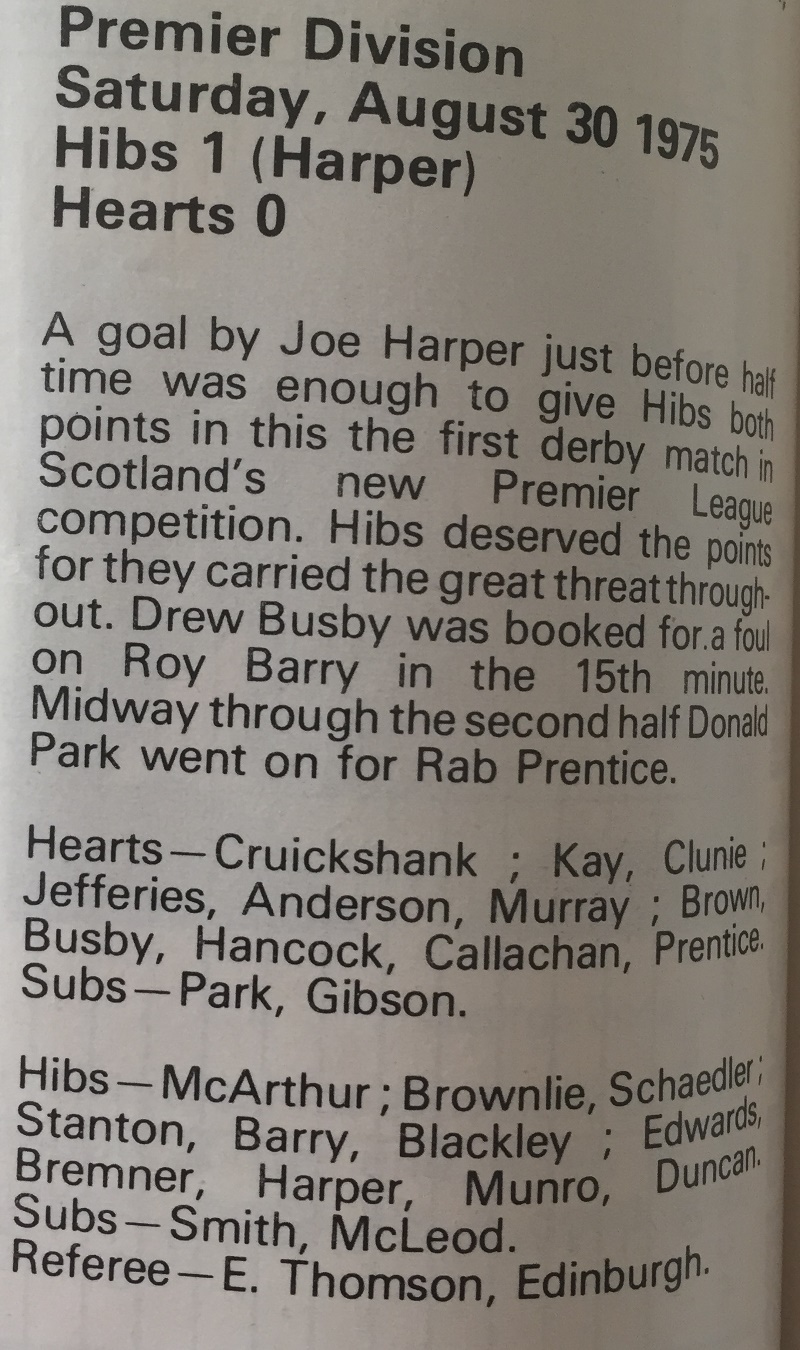 Premier Division
Saturday, August 30 1975
Hibs 1 (Harper)
Hearts 0
A goal by Joe Harper just before half
time was enough to give Hibs both
points in this the first derby match in
Scotland's new Premier League
competition. Hibs deserved the points
for they carried the great threat through-
out. Drew Busby was booked for.a foul
on Roy Barry in the 15th minute.
Midway through the second half Donald
Park went on for Rab Prentice.
Hearts—Cruickshank ; Kay, Clunie ;
Jefferies, Anderson, Murray ; Brown,
Busby, Hancock, Callachan, Prentice.
Subs—Park, Gibson.
Hibs—McArthur ; Brownlie, Schaedler;
Stanton, Barry, Blackley ; Edwards,
Bremner, Harper, Munro, Duncan.
Subs—Smith, McLeod.
Referee—E. Thomson, Edinburgh.